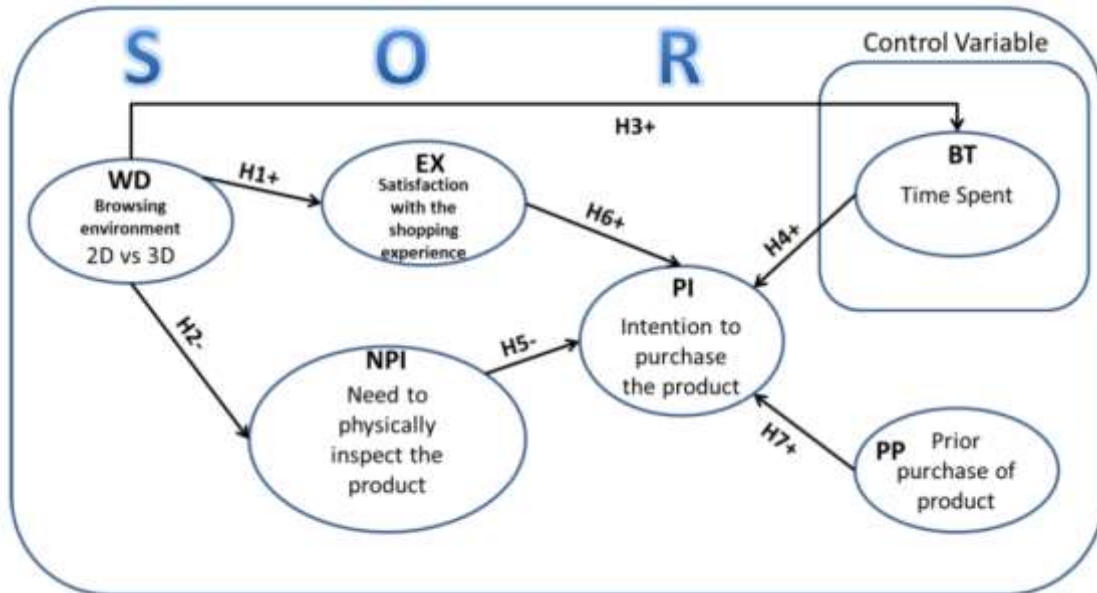 S O R
Control Variable
H3+
WD
Browsing
environment
2D vs 3D
H1+
EX
Satisfaction
with the
shopping
experience
H6+
BT
Time Spent
H4+
PI
Intention to
purchase
the product
H2-
NPI
Need to
physically
inspect the
product
H5-
H7+
PP Prior
purchase of
product